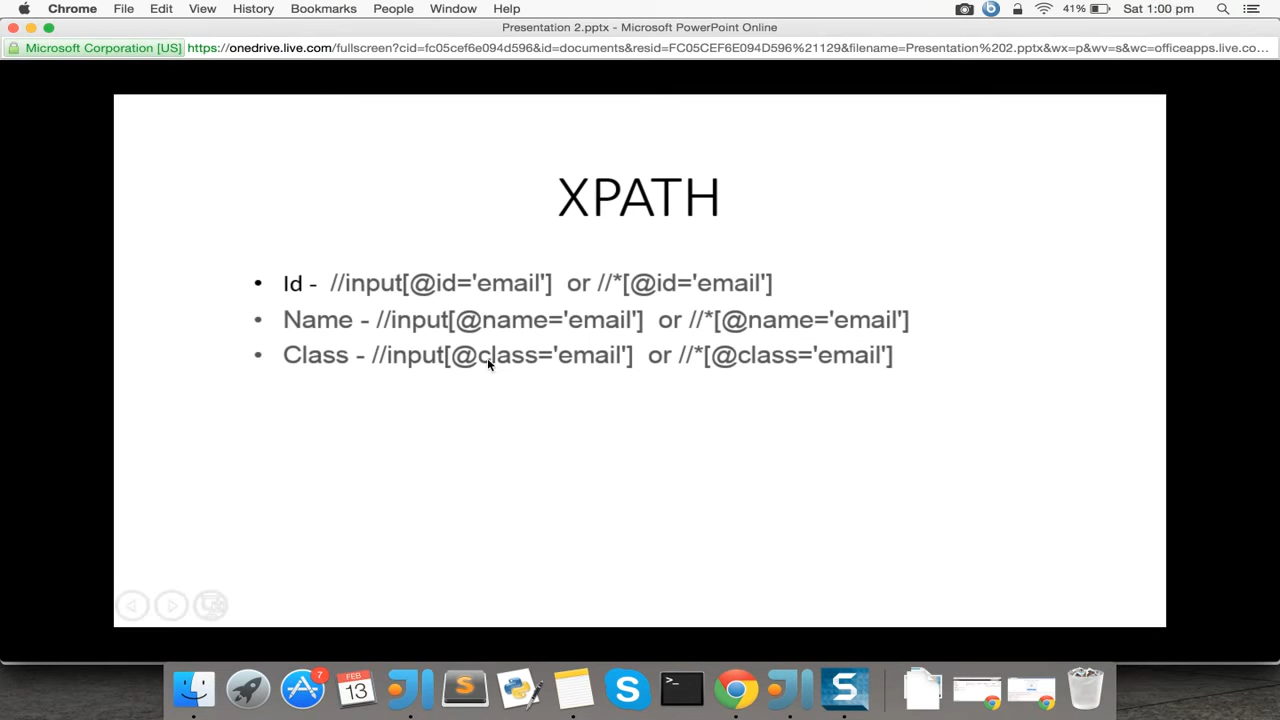 Chrome File Edit View History Bookmarks People Window Help 41% Sat 1:00 pm
Presentation 2.pptx - Microsoft PowerPoint Online
Microsoft Corporation [US] https://onedrive.live.com/fullscreen?cid=fc05cef6e094d596&id=documents&resid=FC05CEF6E094D596%21129&filename=Presentation%202.pptx&wx=p&wv=s&wc=officeapps.live.co...
XPATH
• Id - //input[@id='email'] or //*[@id='email']
• Name - //input[@name='email'] or //*[@name='email']
• Class - //input[@class='email'] or //*[@class='email']
7
FEB
13
S
S
>_
S